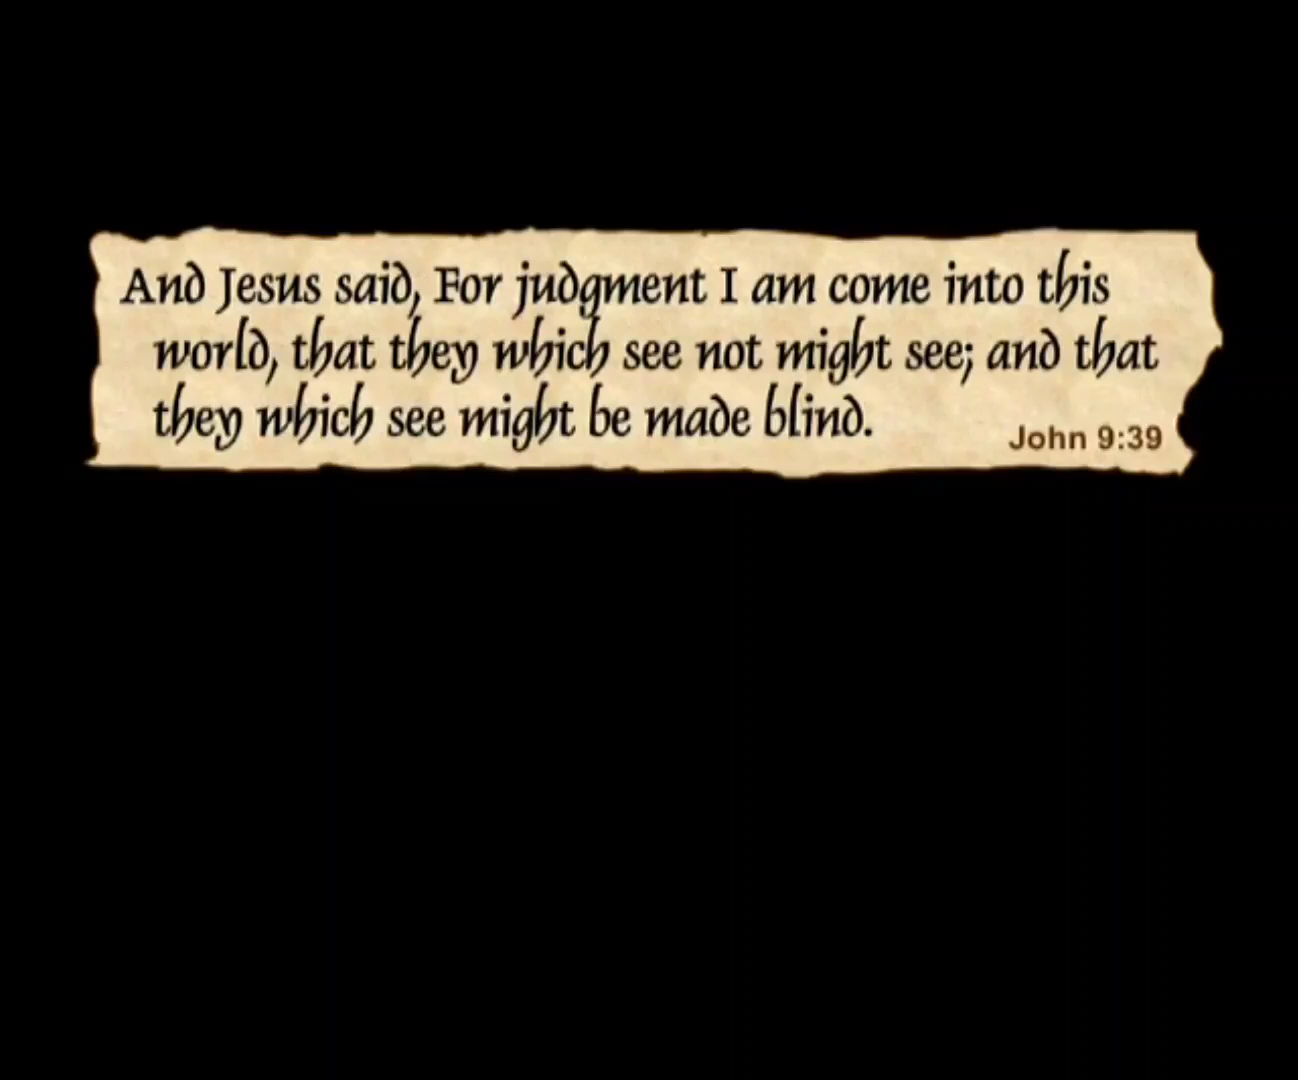 And Jesus said, For judgment I am come into this
world, that they which see not might see; and that
they which see might be made blind.
John 9:39